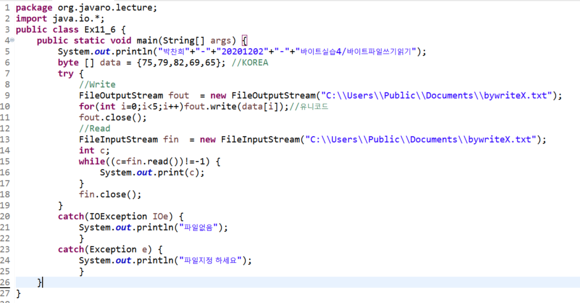 1 package org.javaro.lecture;
2 import java.io.*;
3 public class Ex11_6 {
4 public static void main(String[] args) {
5 System.out.println("박찬희"+"-"+"20201202"+"-"+"바이트실습4/바이트파일쓰기읽기");
6 byte [] data = {75,79,82,69,65}; //KOREA
7 try {
8 //Write
9 FileOutputStream fout  = new FileOutputStream("C:\\Users\\Public\\Documents\\bywriteX.txt");
10 for(int i=0;i<5;i++)fout.write(data[i]);//유니코드
11 fout.close();
12 //Read
13 FileInputStream fin  = new FileInputStream("C:\\Users\\Public\\Documents\\bywriteX.txt");
14 int c;
15 while((c=fin.read())!=-1) {
16 System.out.print(c);
17 }
18 fin.close();
19 }
20 catch(IOException IOe) {
21 System.out.println("파일없음");
22 }
23 catch(Exception e) {
24 System.out.println("파일지정 하세요");
25 }
26 }
27 }